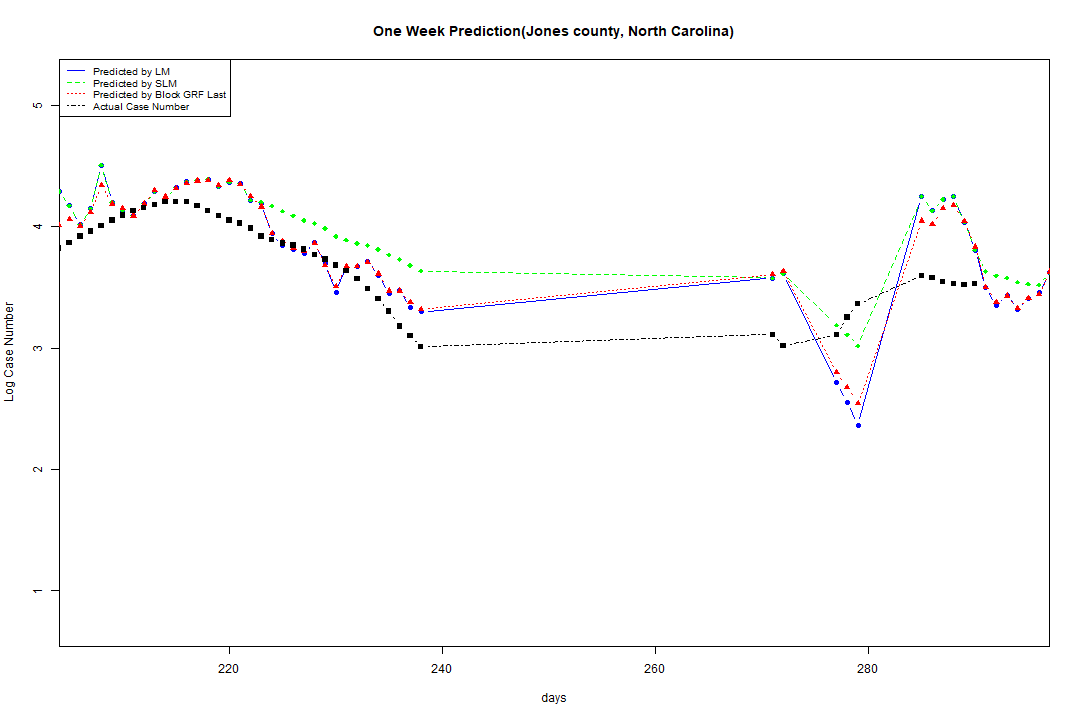 One Week Prediction(Jones county, North Carolina)
Predicted by LM
Predicted by SLM
Predicted by Block GRF Last
Actual Case Number
5
4
3
2
1
Log Case Number
220 240 260 280
days